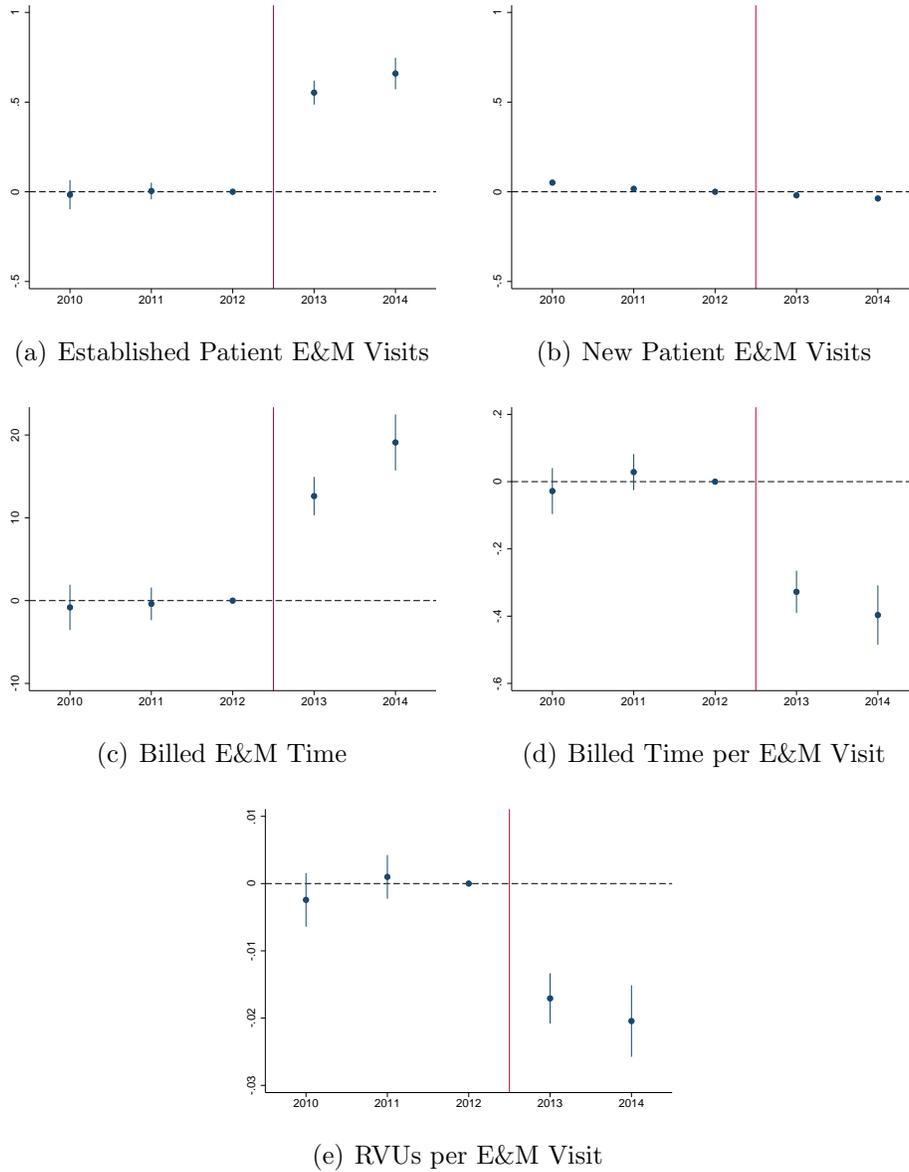 1
.5
0
-.5
2010 2011 2012 2013 2014
(a) Established Patient E&M Visits
1
.5
0
-.5
2010 2011 2012 2013 2014
(b) New Patient E&M Visits
20
10
0
-10
2010 2011 2012 2013 2014
(c) Billed E&M Time
.2
0
-.2
-.4
-.6
2010 2011 2012 2013 2014
(d) Billed Time per E&M Visit
.01
0
-.01
-.02
-.03
2010 2011 2012 2013 2014
(e) RVUs per E&M Visit